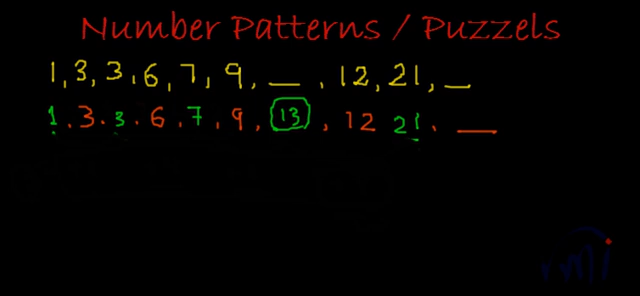 Number Patterns / Puzzels
1, 3, 3, 6, 7, 9, __, 12, 21, __
1. 3. 3. 6. 7, 9, 13, 12 21. __